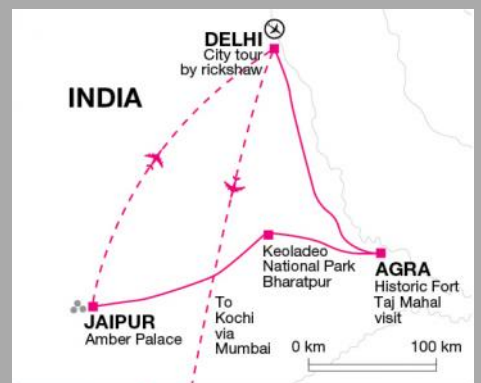 DELHI
City tour
by rickshaw
INDIA
Keoladeo
National Park
Bharatpur
AGRA
Historic Fort
Taj Mahal
visit
JAIPUR
Amber Palace
To
Kochi
via
Mumbai
0 km
100 km